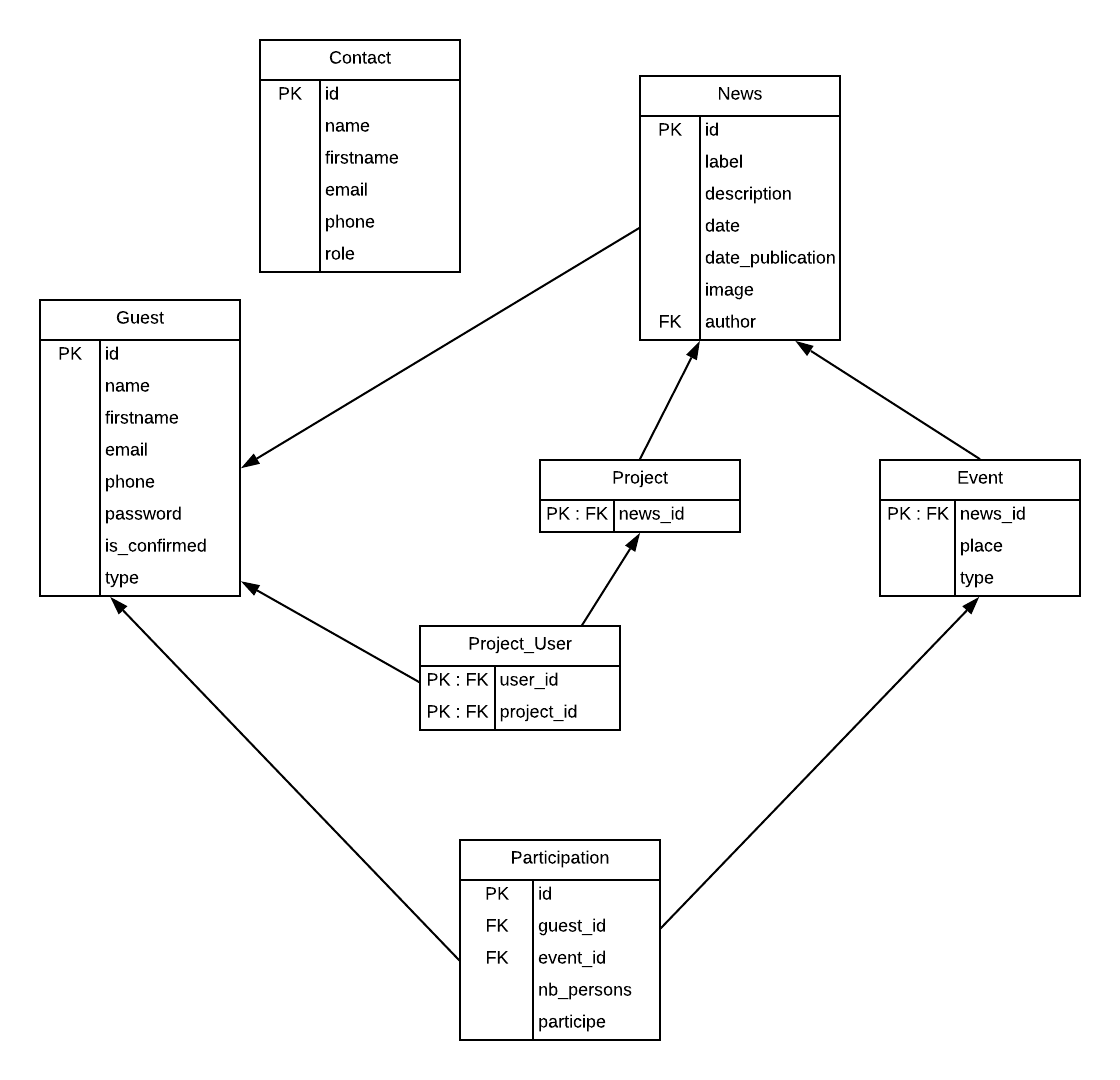 Contact
PK id
name
firstname
email
phone
role
News
PK id
label
description
date
date_publication
image
FK author
Guest
PK id
name
firstname
email
phone
password
is_confirmed
type
Project
PK : FK news_id
Event
PK : FK news_id
place
type
Project_User
PK : FK user_id
PK : FK project_id
Participation
PK id
FK guest_id
FK event_id
nb_persons
participe